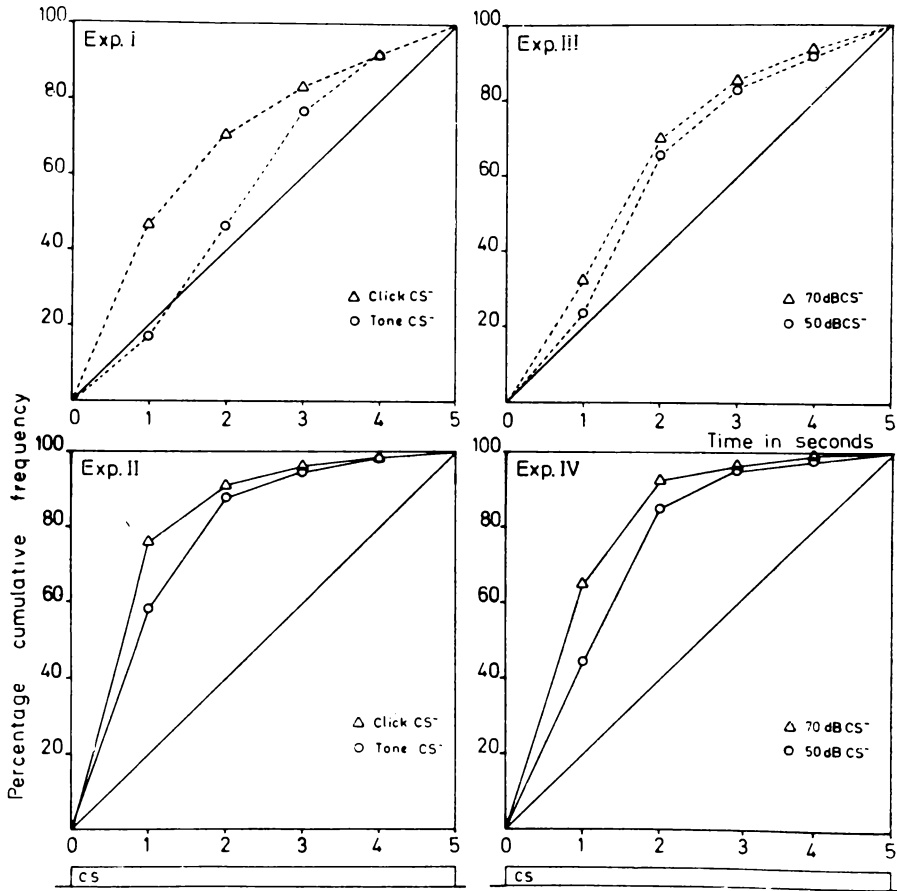 100
Exp. I
80
60
40
20
0
1
2
3
4
5
△ Click CS⁻
○ Tone CS⁻
100
Exp. III
80
60
40
20
0
1
2
3
4
5
△ 70 dB CS⁻
○ 50 dB CS⁻
Time in seconds
Percentage cumulative frequency
100
Exp. II
80
60
40
20
0
1
2
3
4
5
△ Click CS⁻
○ Tone CS⁻
CS
100
Exp. IV
80
60
40
20
0
1
2
3
4
5
△ 70 dB CS⁻
○ 50 dB CS⁻
CS